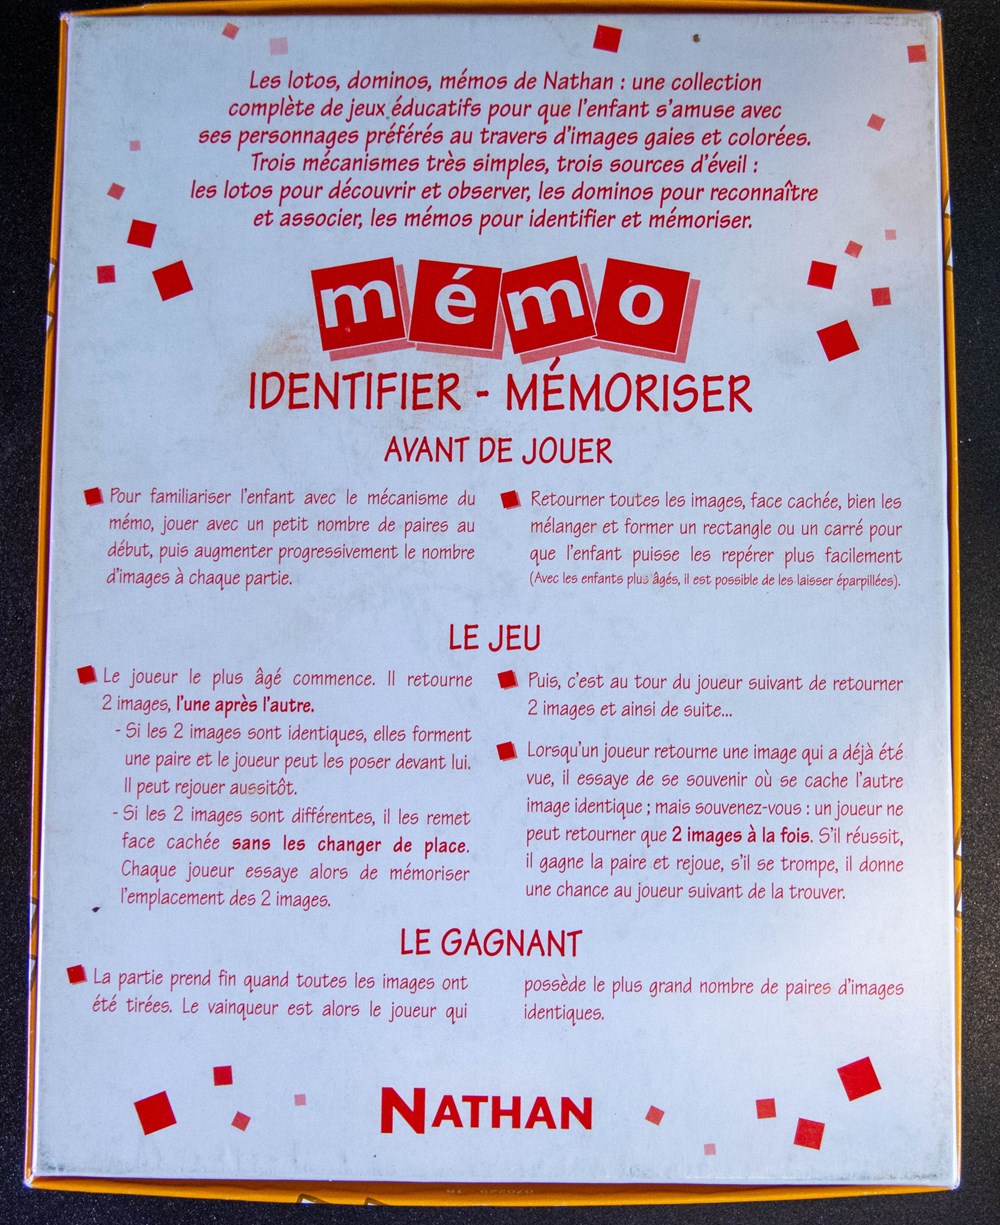 Les lotos, dominos, mémos de Nathan : une collection
complète de jeux éducatifs pour que l'enfant s'amuse avec
ses personnages préférés au travers d'images gaies et colorées.
Trois mécanismes très simples, trois sources d'éveil :
les lotos pour découvrir et observer, les dominos pour reconnaître
et associer, les mémos pour identifier et mémoriser.
mémo
IDENTIFIER - MÉMORISER
AVANT DE JOUER
Pour familiariser l'enfant avec le mécanisme du
mémo, jouer avec un petit nombre de paires au
début, puis augmenter progressivement le nombre
d'images à chaque partie.
Retourner toutes les images, face cachée, bien les
mélanger et former un rectangle ou un carré pour
que l'enfant puisse les repérer plus facilement
(Avec les enfants plus âgés, il est possible de les laisser éparpillées).
LE JEU
Le joueur le plus âgé commence. Il retourne
2 images, l'une après l'autre.
- Si les 2 images sont identiques, elles forment
une paire et le joueur peut les poser devant lui.
Il peut rejouer aussitôt.
- Si les 2 images sont différentes, il les remet
face cachée sans les changer de place.
Chaque joueur essaye alors de mémoriser
l'emplacement des 2 images.
Puis, c'est au tour du joueur suivant de retourner
2 images et ainsi de suite...
Lorsqu'un joueur retourne une image qui a déjà été
vue, il essaye de se souvenir où se cache l'autre
image identique ; mais souvenez-vous : un joueur ne
peut retourner que 2 images à la fois. S'il réussit,
il gagne la paire et rejoue, s'il se trompe, il donne
une chance au joueur suivant de la trouver.
LE GAGNANT
La partie prend fin quand toutes les images ont
été tirées. Le vainqueur est alors le joueur qui
possède le plus grand nombre de paires d'images
identiques.
NATHAN